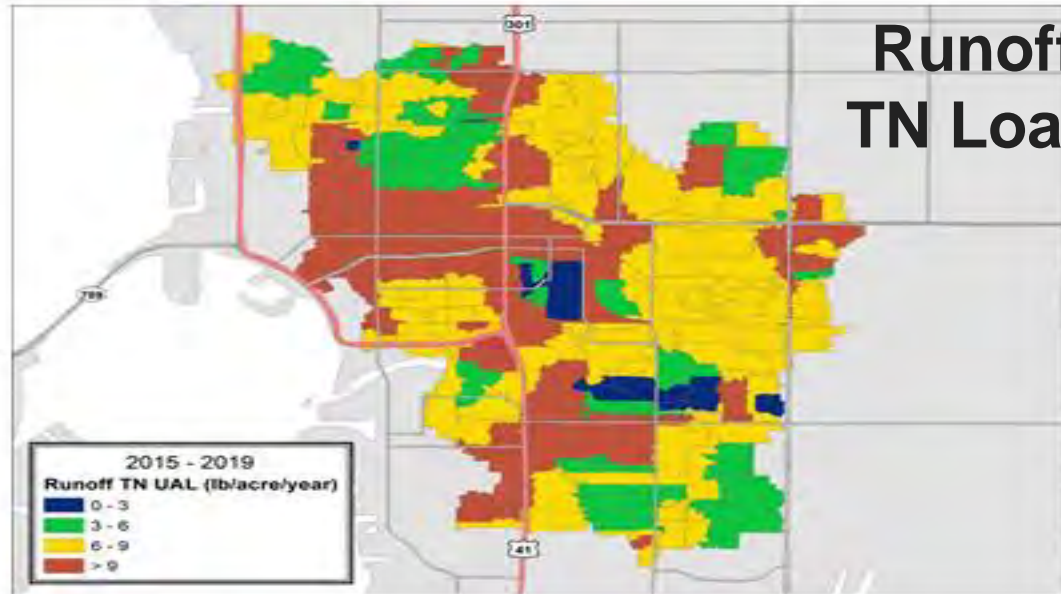 Runoff
TN Loa
301
789
41
2015 - 2019
Runoff TN UAL (lb/acre/year)
0 - 3
3 - 6
6 - 9
> 9